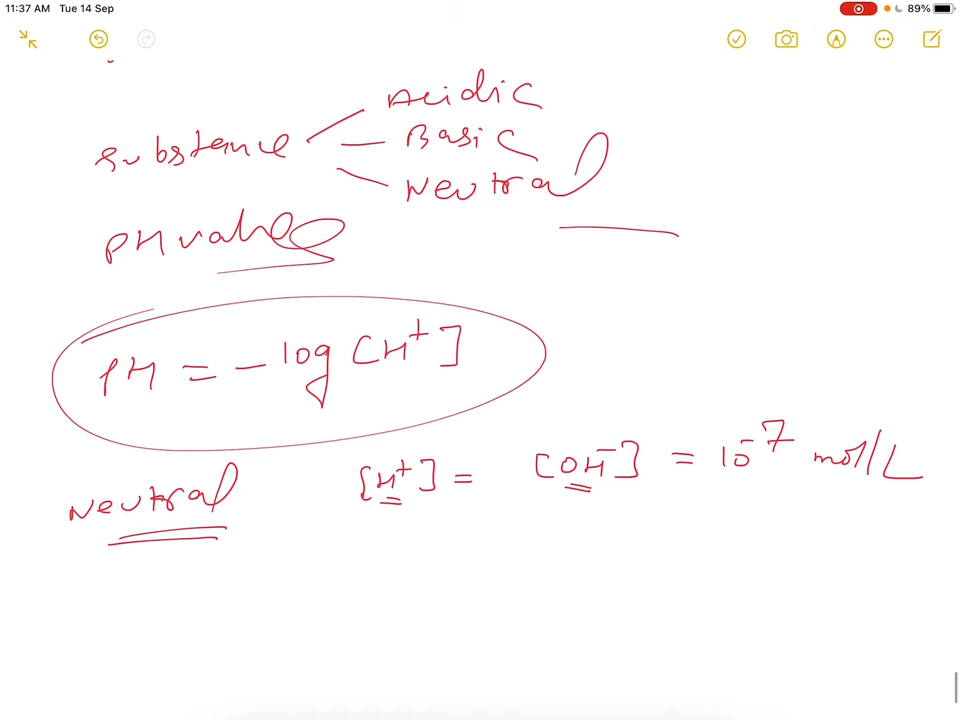 11:37 AM Tue 14 Sep 89%
Acidic
substance Basic
Neutral
PH value
PH = - log [H+]
Neutral [H+] = [OH-] = 10-7 mol/L